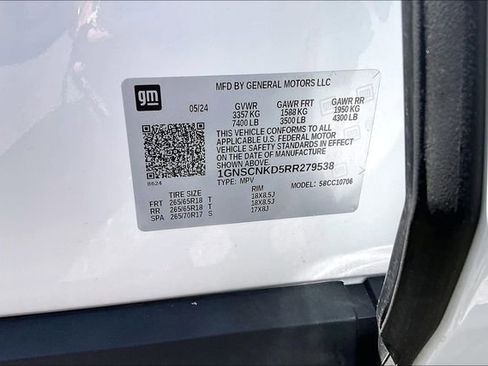 gm
MFD BY GENERAL MOTORS LLC
05/24 GVWR GAWR FRT GAWR RR
3357 KG 1588 KG 1950 KG
7400 LB 3500 LB 4300 LB
THIS VEHICLE CONFORMS TO ALL
APPLICABLE U.S. FEDERAL MOTOR
VEHICLE SAFETY STANDARDS IN
EFFECT ON THE DATE OF MANUFACTURE
SHOWN ABOVE.
1GNSCNKD5RR279538
8624 TYPE: MPV MODEL: 58CC10706
TIRE SIZE RIM
FRT 265/65R18 T 18X8.5J
RR 265/65R18 T 18X8.5J
SPA 265/70R17 S 17X8J